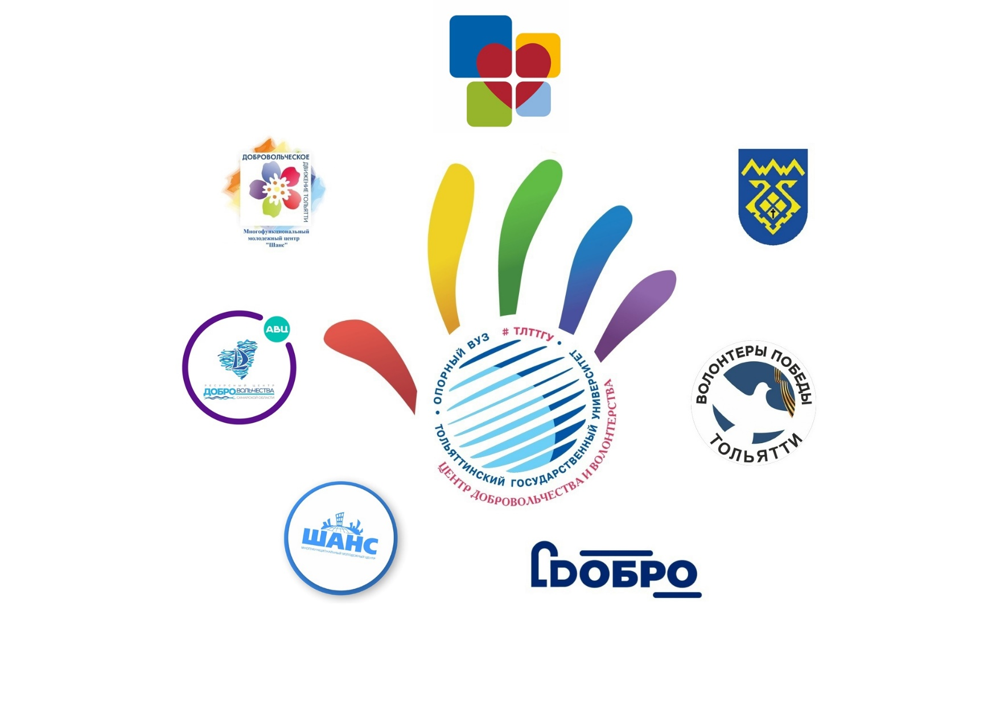 ДОБРОВОЛЬЧЕСКОЕ
ДВИЖЕНИЕ ТОЛЬЯТТИ
Многофункциональный
молодежный центр
"Шанс"
АВЦ
РЕСУРСНЫЙ ЦЕНТР
ДОБРОВОЛЬЧЕСТВА
САМАРСКОЙ ОБЛАСТИ
• ОПОРНЫЙ ВУЗ
# ТЛТТГУ •
ТОЛЬЯТТИНСКИЙ ГОСУДАРСТВЕННЫЙ УНИВЕРСИТЕТ
ЦЕНТР ДОБРОВОЛЬЧЕСТВА И ВОЛОНТЕРСТВА
ВОЛОНТЕРЫ ПОБЕДЫ
ТОЛЬЯТТИ
ШАНС
МНОГОФУНКЦИОНАЛЬНЫЙ МОЛОДЕЖНЫЙ ЦЕНТР
ДОБРО